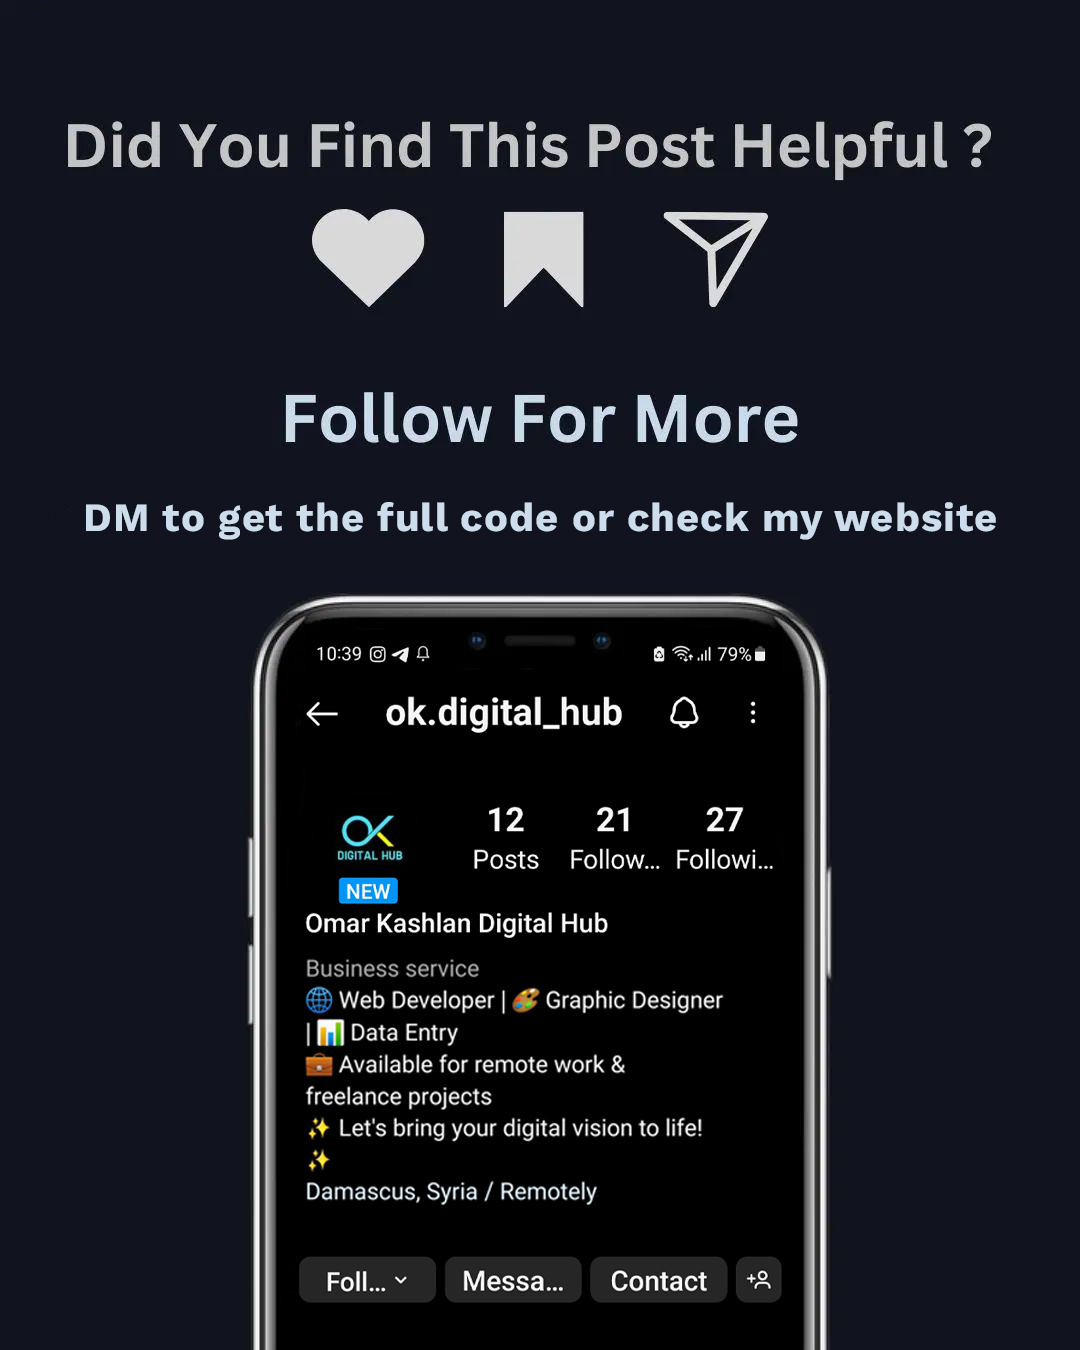 Did You Find This Post Helpful ?
Follow For More
DM to get the full code or check my website
10:39 79%
ok.digital_hub
OK
DIGITAL HUB
NEW
12 21 27
Posts Follow... Followi...
Omar Kashlan Digital Hub
Business service
🌐 Web Developer | 🎨 Graphic Designer
| 📊 Data Entry
💼 Available for remote work &
freelance projects
✨ Let's bring your digital vision to life!
✨
Damascus, Syria / Remotely
Foll... Messa... Contact